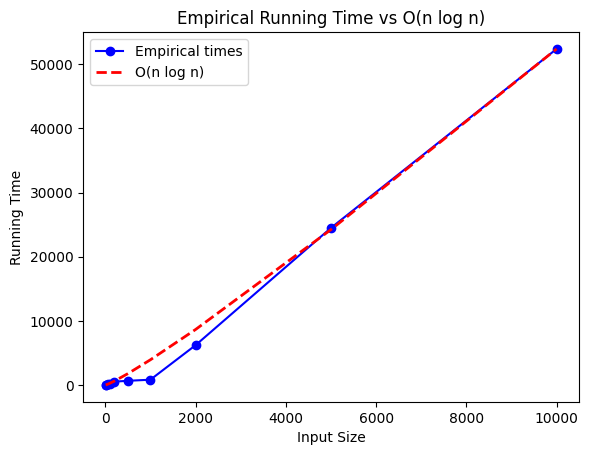 Empirical Running Time vs O(n log n)
Empirical times
O(n log n)
Running Time
50000
40000
30000
20000
10000
0
0 2000 4000 6000 8000 10000
Input Size